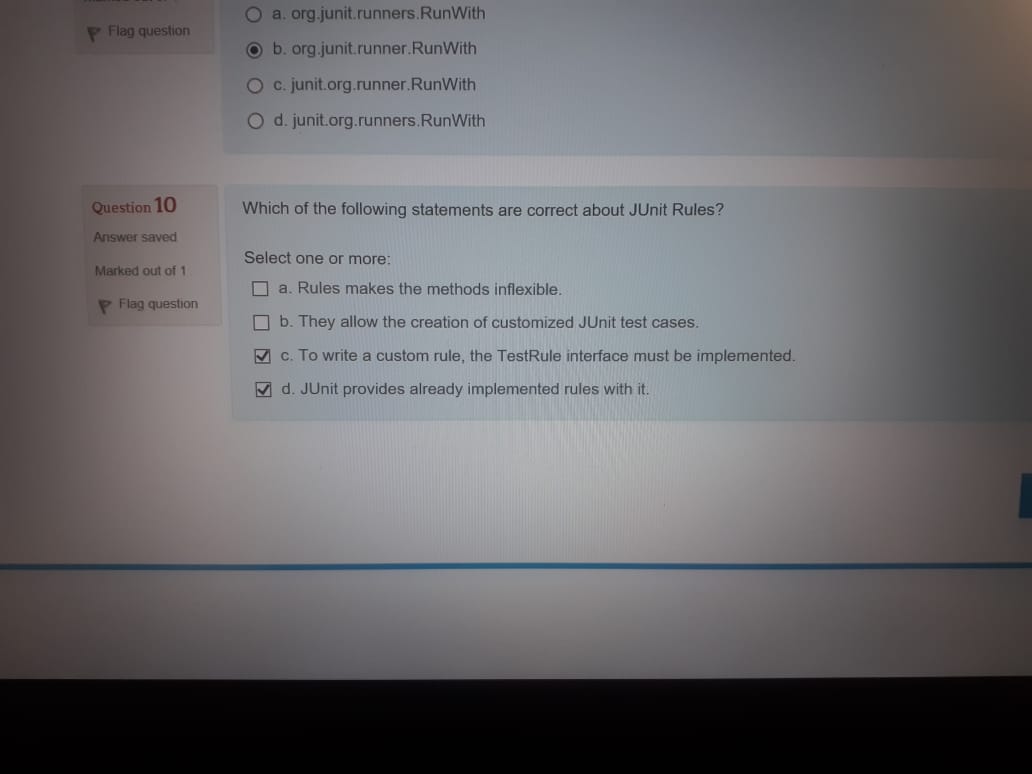 Flag question
a. org.junit.runners.RunWith
b. org.junit.runner.RunWith
c. junit.org.runner.RunWith
d. junit.org.runners.RunWith
Question 10
Answer saved
Marked out of 1
Flag question
Which of the following statements are correct about JUnit Rules?
Select one or more:
a. Rules makes the methods inflexible.
b. They allow the creation of customized JUnit test cases.
c. To write a custom rule, the TestRule interface must be implemented.
d. JUnit provides already implemented rules with it.